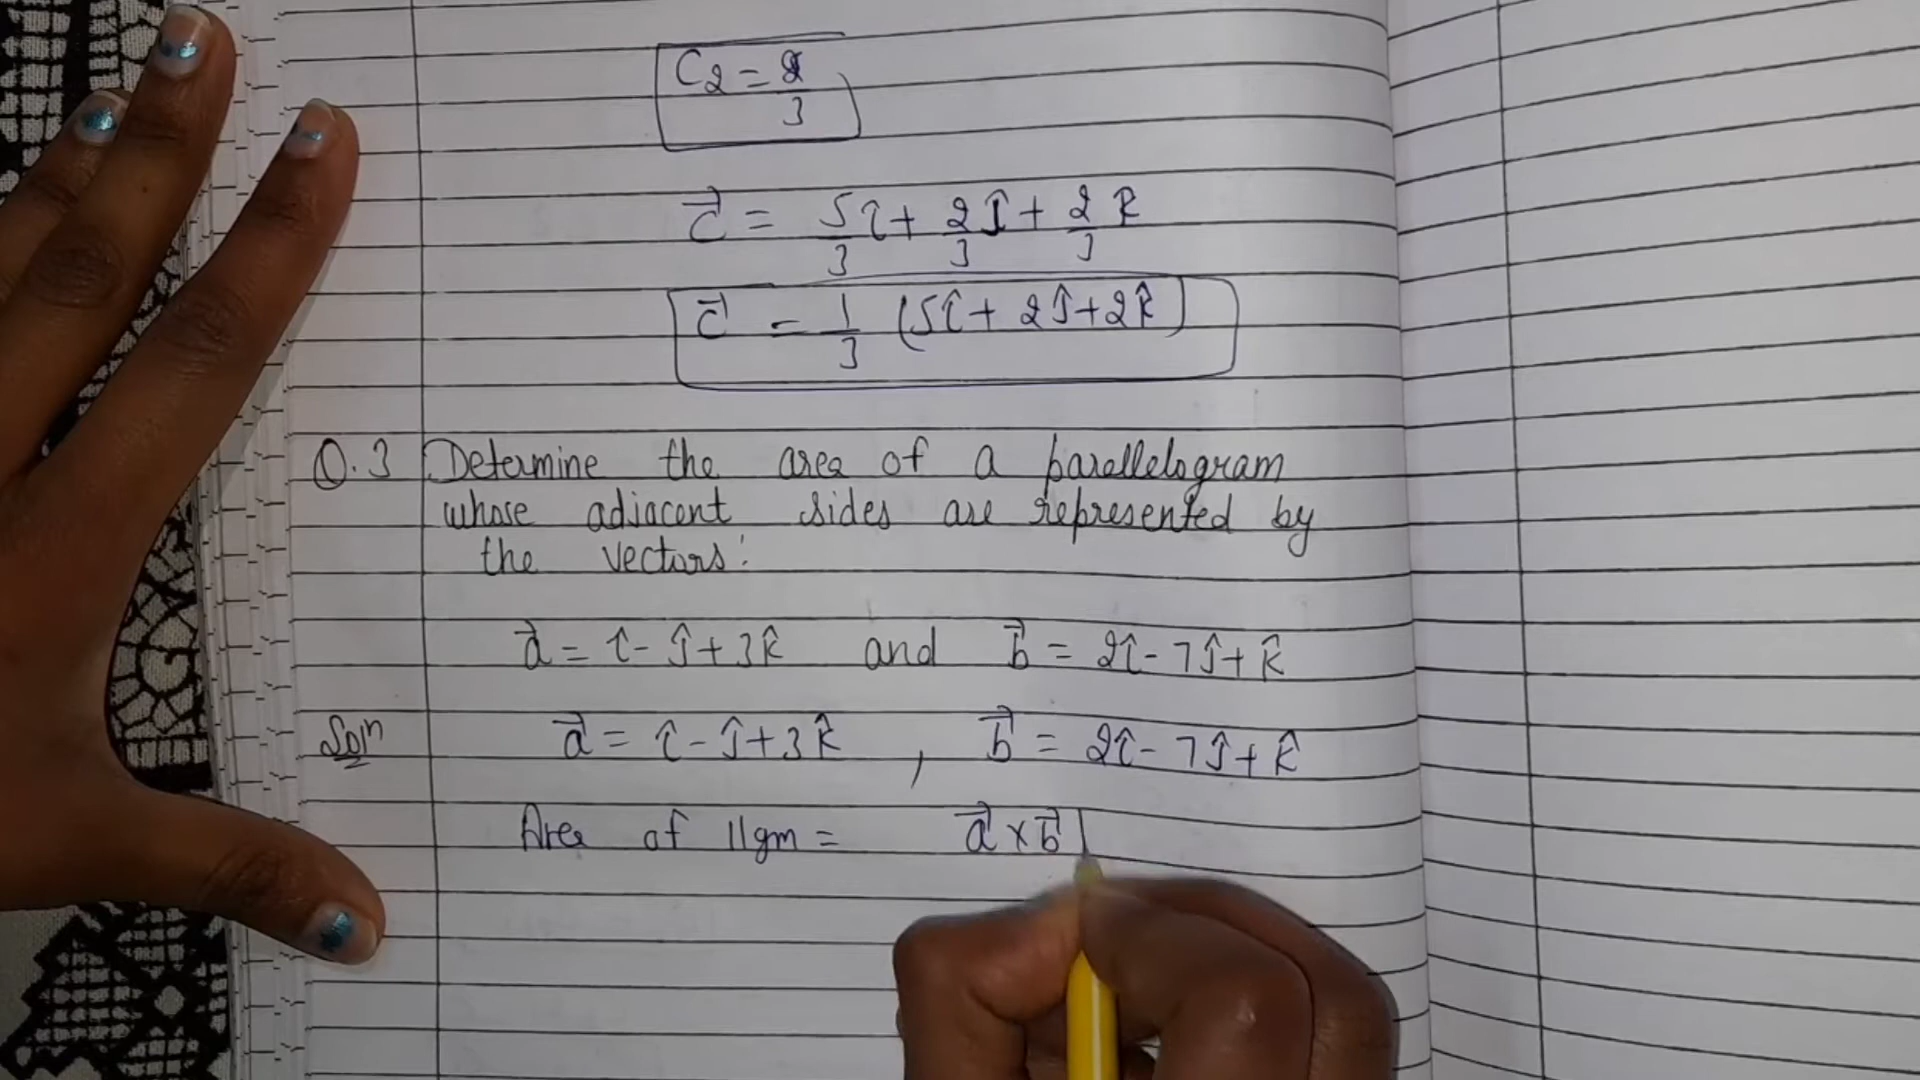 C₂ = 2/3
c⃗ = 5/3 î + 2/3 ĵ + 2/3 k̂
c⃗ = 1/3 (5î + 2ĵ + 2k̂)
Q.3 Determine the area of a parallelogram
whose adjacent sides are represented by
the vectors:
a⃗ = î - ĵ + 3k̂ and b⃗ = 2î - 7ĵ + k̂
Soln a⃗ = î - ĵ + 3k̂ , b⃗ = 2î - 7ĵ + k̂
Area of ||gm = a⃗ × b⃗ |